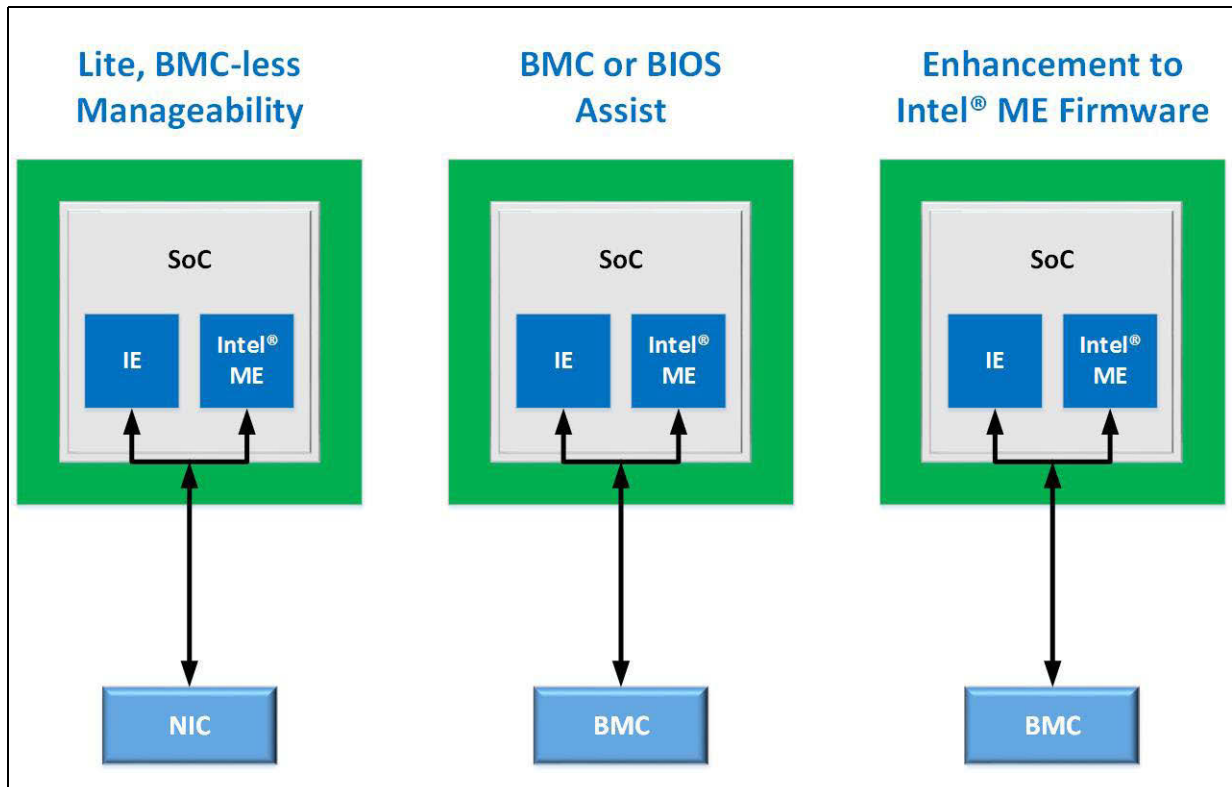 Lite, BMC-less
Manageability
SoC
IE
Intel®
ME
NIC
BMC or BIOS
Assist
SoC
IE
Intel®
ME
BMC
Enhancement to
Intel® ME Firmware
SoC
IE
Intel®
ME
BMC